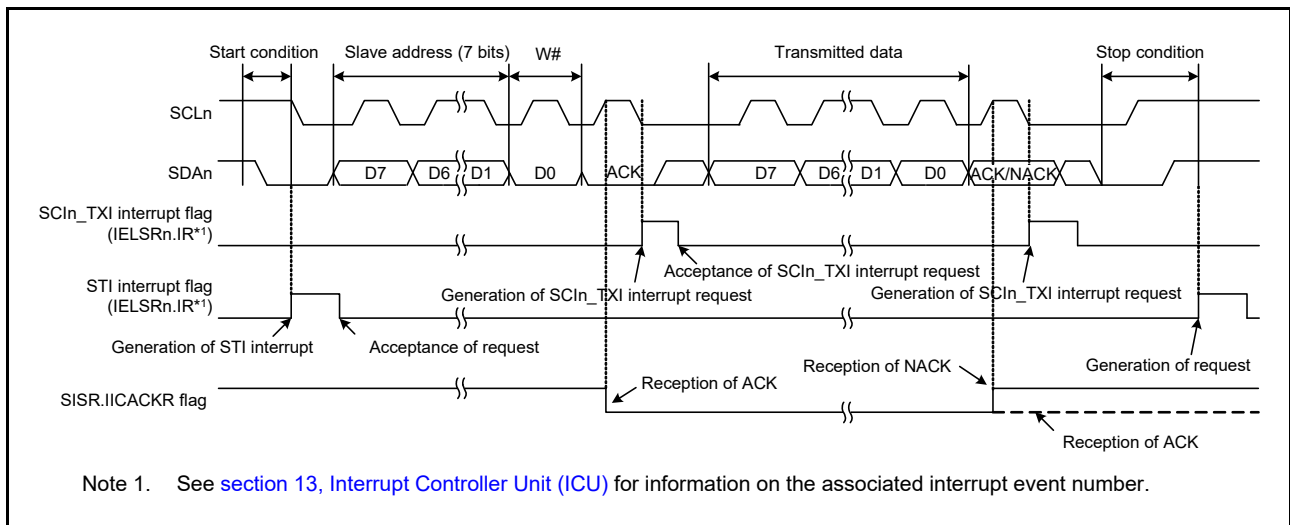 Start condition
Slave address (7 bits)
W#
Transmitted data
Stop condition
SCLn
SDAn
D7
D6
D1
D0
ACK
D7
D6
D1
D0
ACK/NACK
SCIn_TXI interrupt flag
(IELSRn.IR*1)
Acceptance of SCIn_TXI interrupt request
Generation of SCIn_TXI interrupt request
Generation of SCIn_TXI interrupt request
STI interrupt flag
(IELSRn.IR*1)
Generation of STI interrupt
Acceptance of request
Generation of request
SISR.IICACKR flag
Reception of ACK
Reception of NACK
Reception of ACK
Note 1. See section 13, Interrupt Controller Unit (ICU) for information on the associated interrupt event number.